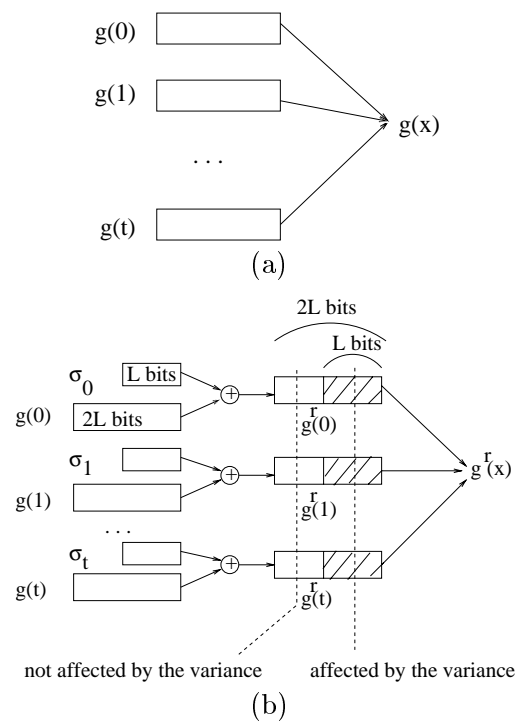 g(0)
g(1)
g(x)
. . .
g(t)
(a)
2L bits
L bits
σ0 L bits
+
g(0) 2L bits
r
g(0)
σ1
+
r
g(x)
g(1)
r
g(1)
. . .
σt
+
g(t)
r
g(t)
not affected by the variance affected by the variance
(b)